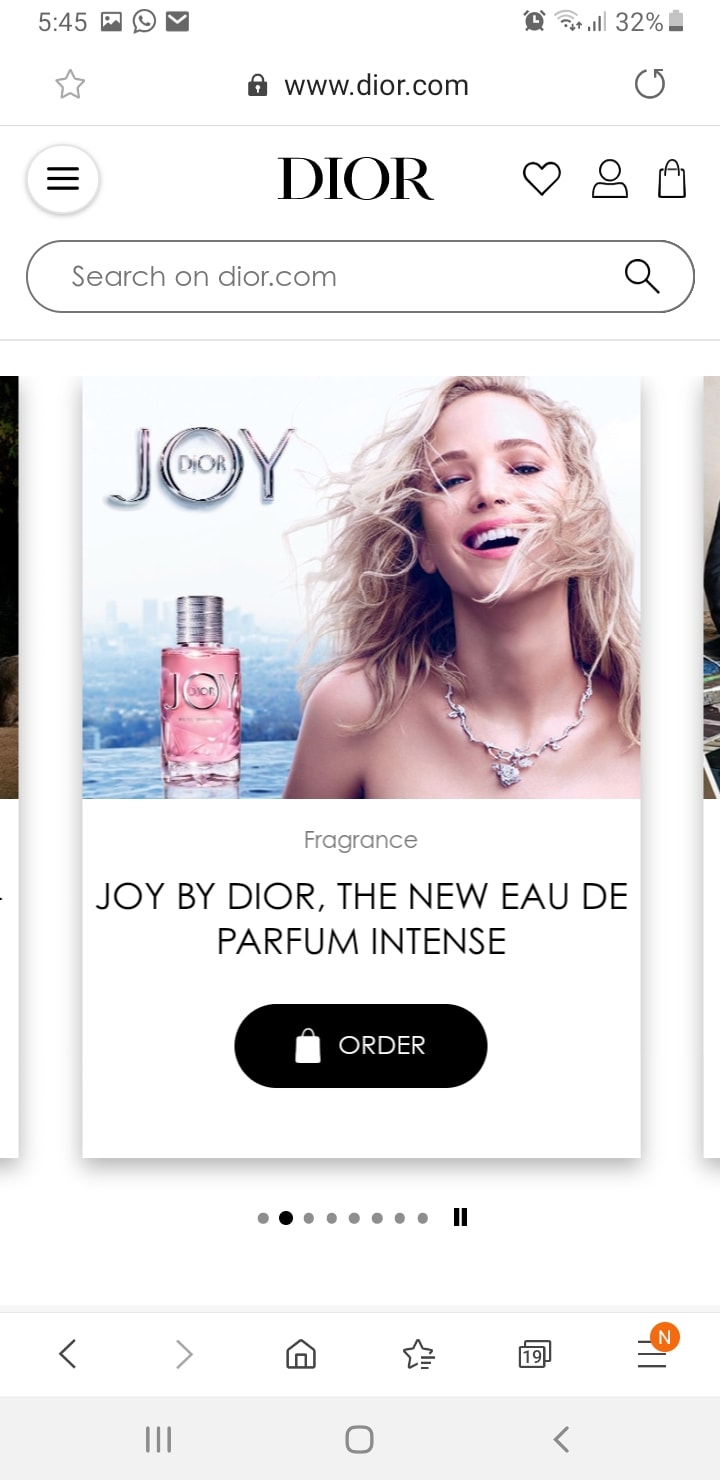 5:45
32%
www.dior.com
DIOR
Search on dior.com
JOY
DIOR
JOY
DIOR
Fragrance
JOY BY DIOR, THE NEW EAU DE
PARFUM INTENSE
ORDER
19
N